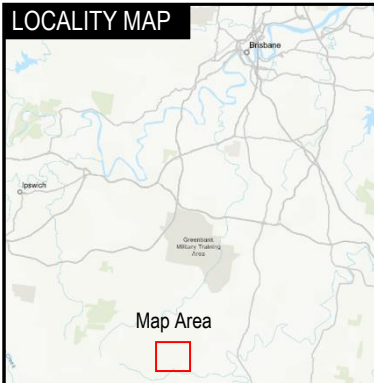 LOCALITY MAP
Brisbane
Ipswich
Greenbank
Military Training
Area
Map Area